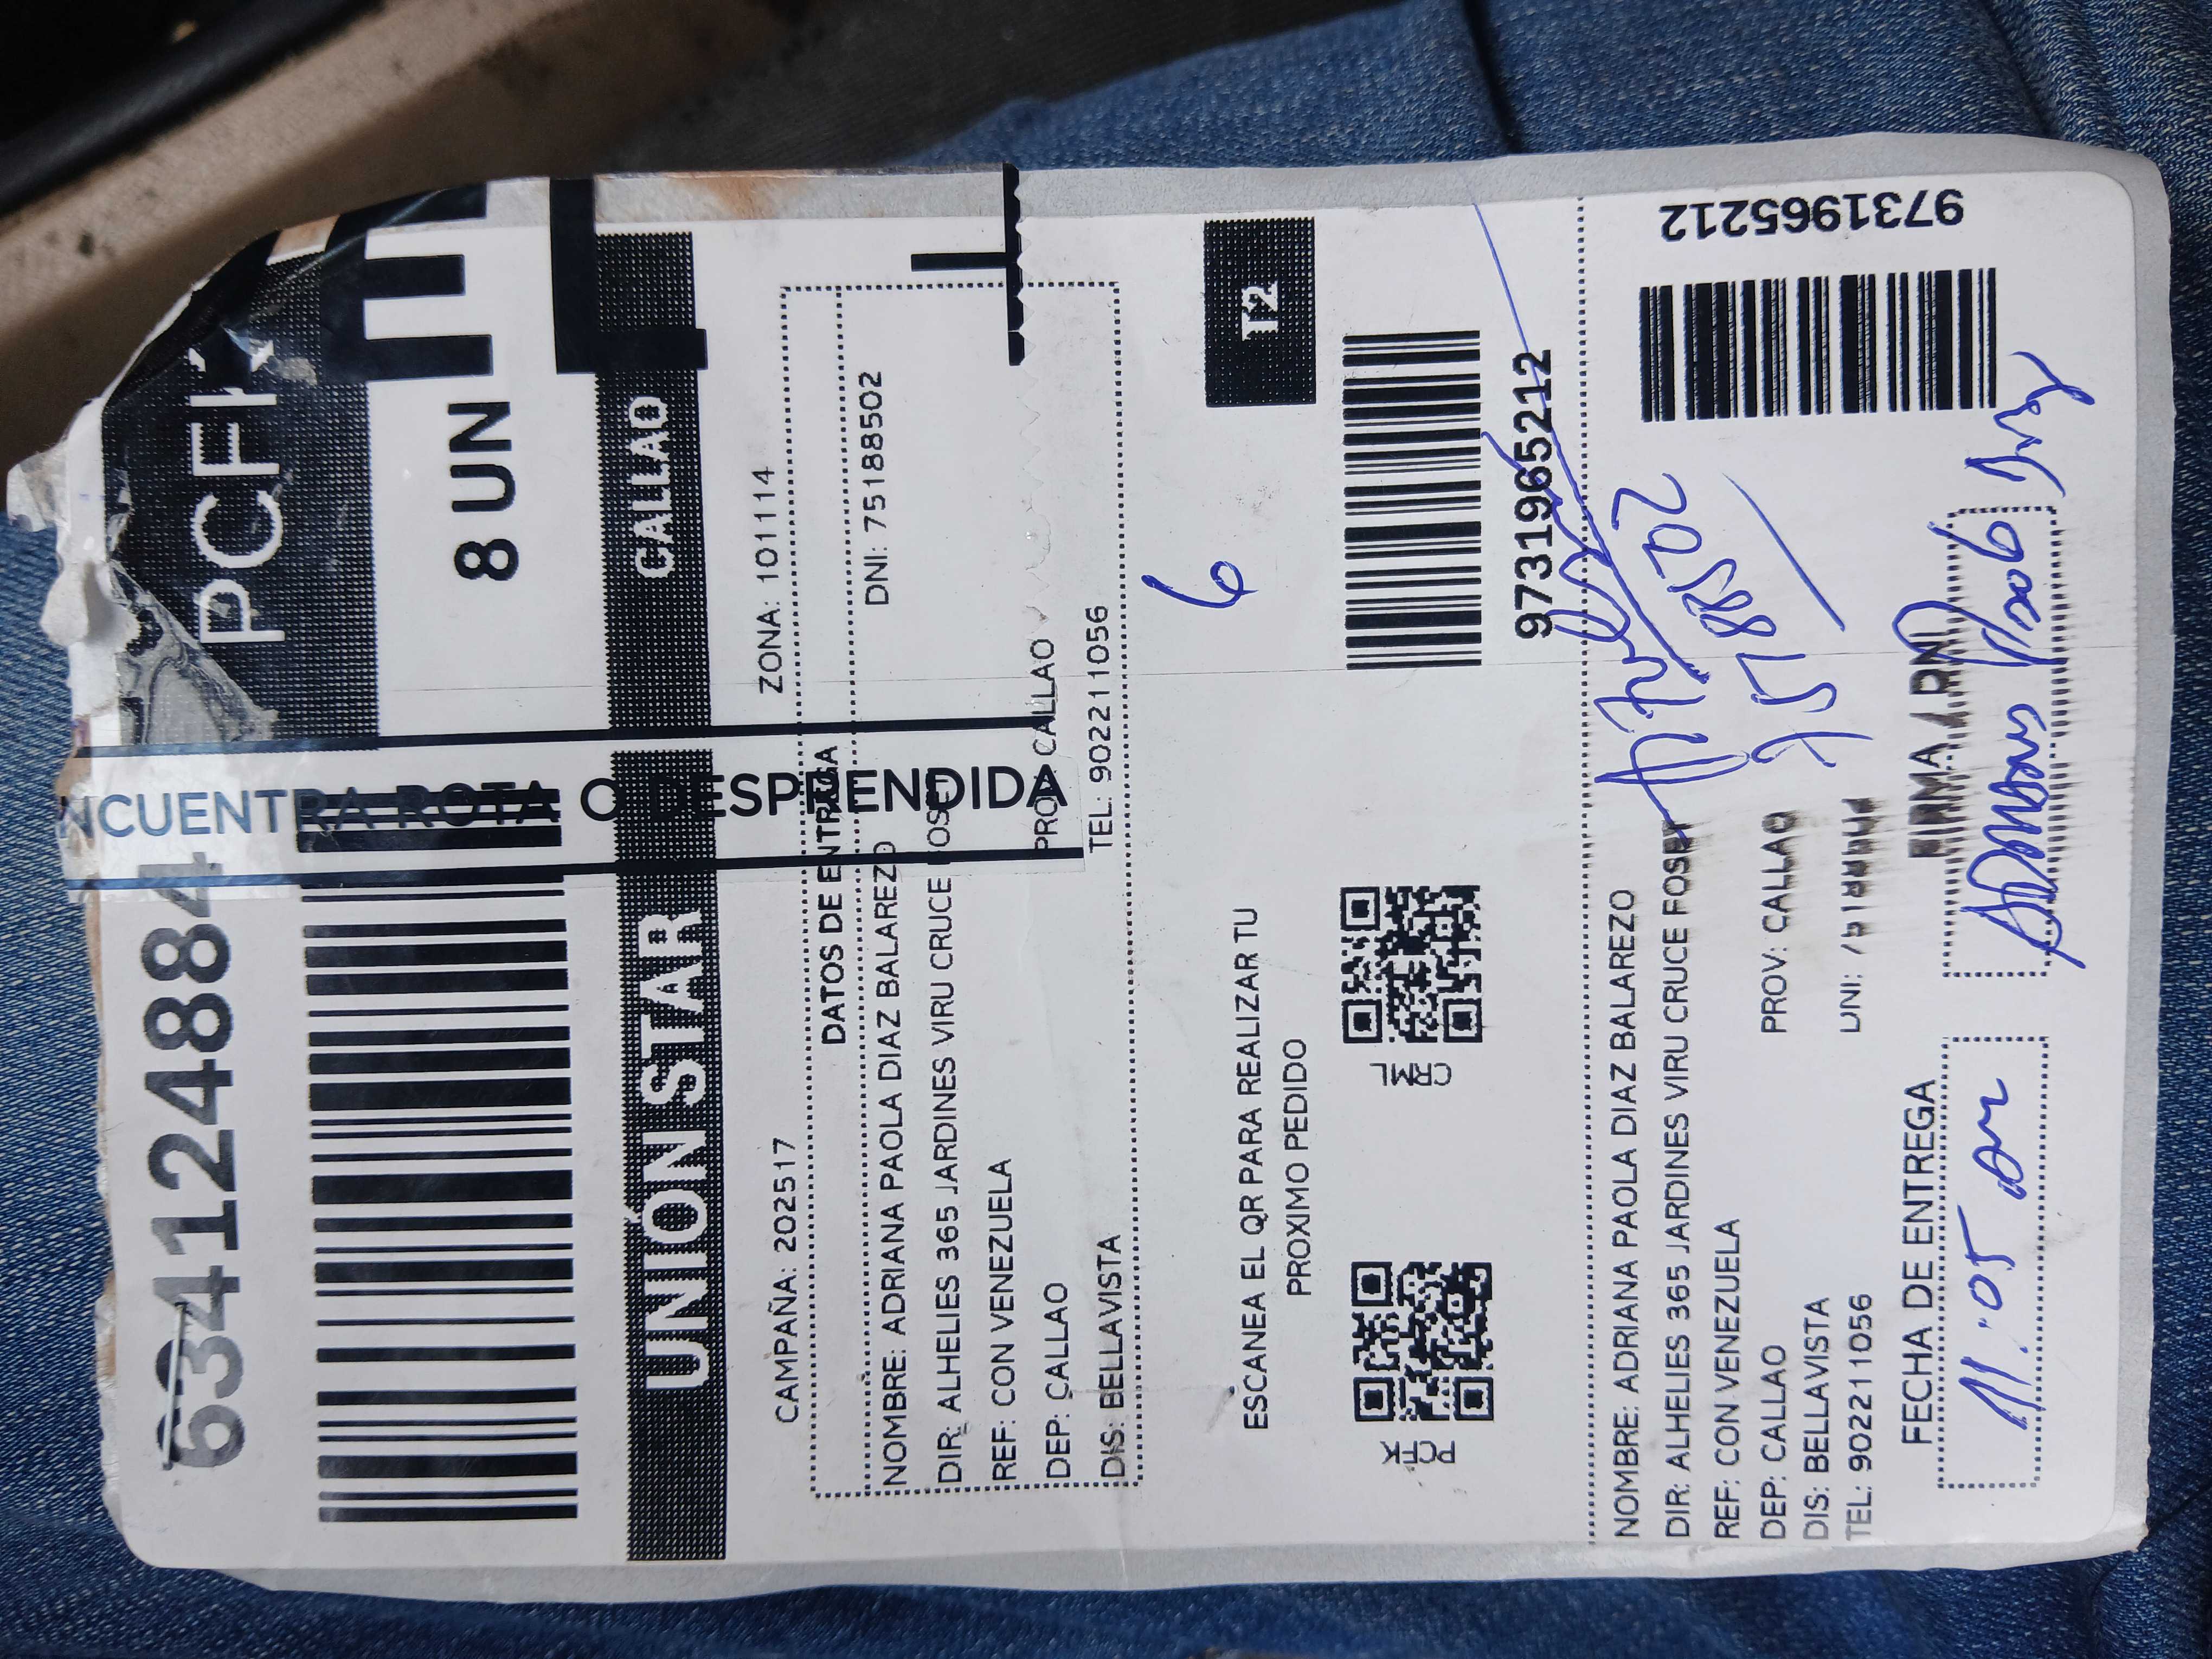 634124884
NCUENTRA ROTA O DESPRENDIDA
PCFK
8 UN
UNIÓN STAR
CALLAO
CAMPAÑA: 202517
ZONA: 101114
DATOS DE ENTREGA
NOMBRE: ADRIANA PAOLA DIAZ BALAREZO
DNI: 75188502
DIR: ALHELIES 365 JARDINES VIRU CRUCE FOSET
REF: CON VENEZUELA
DEP: CALLAO
PROV: CALLAO
DIS: BELLAVISTA
TEL: 902211056
6
T2
ESCANEA EL QR PARA REALIZAR TU
PROXIMO PEDIDO
PCFK
CRML
9731965212
NOMBRE: ADRIANA PAOLA DIAZ BALAREZO
DIR: ALHELIES 365 JARDINES VIRU CRUCE FOSET
REF: CON VENEZUELA
DEP: CALLAO
PROV: CALLAO
DIS: BELLAVISTA
TEL: 902211056
DNI:
75188502
9731965212
FECHA DE ENTREGA
FIRMA / DNI
11:05 am